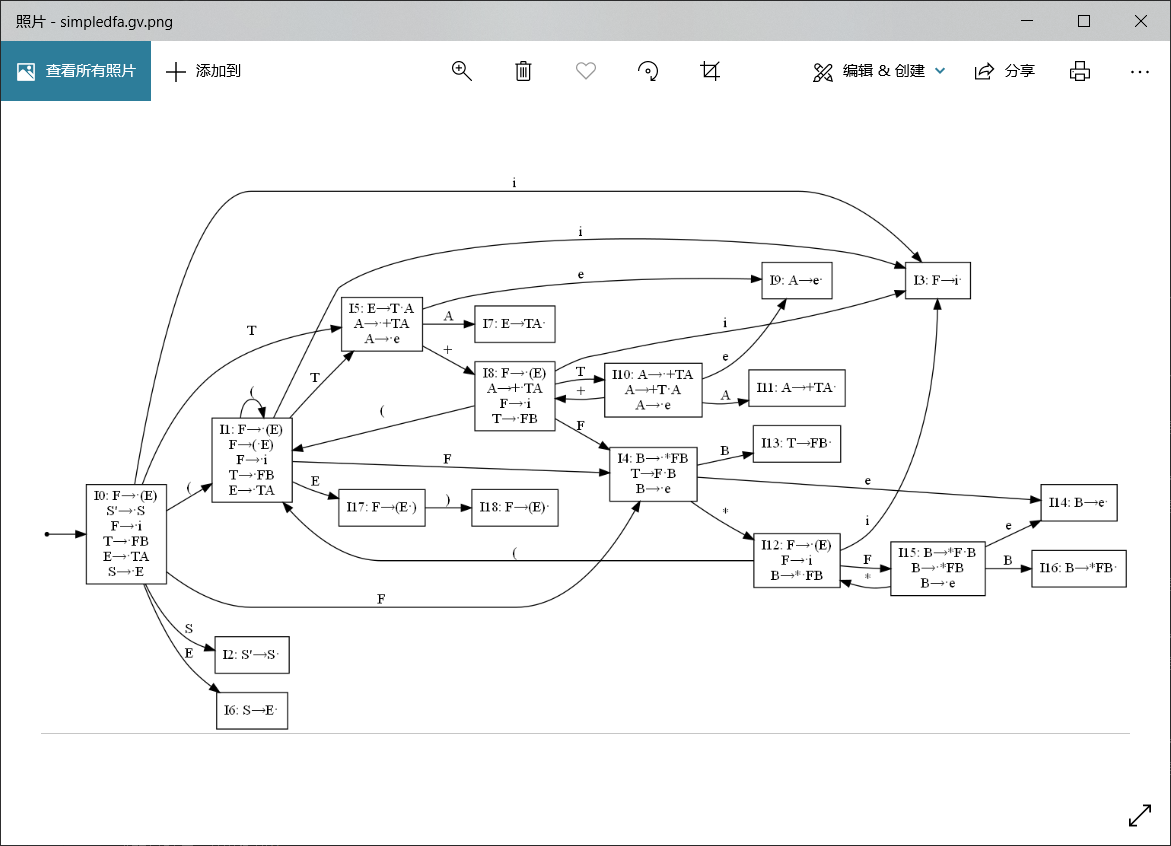 照片 - simpledfa.gv.png
查看所有照片
添加到
编辑 & 创建
分享
i
i
e
I9: A→e·
I3: F→i·
I5: E→T·A
A→·+TA
A→·e
A
I7: E→TA·
T
+
i
e
T
I8: F→·(E)
A→+·TA
F→·i
T→·FB
T
+
I10: A→·+TA
A→+T·A
A→·e
A
I11: A→+TA·
(
(
F
I1: F→·(E)
F→(·E)
F→·i
T→·FB
E→·TA
F
I4: B→·*FB
T→F·B
B→·e
B
I13: T→FB·
E
e
(
I0: F→·(E)
S'→·S
F→·i
T→·FB
E→·TA
S→·E
I17: F→(E·)
)
I18: F→(E)·
*
I14: B→e·
i
e
I12: F→·(E)
F→·i
B→*·FB
F
*
I15: B→*F·B
B→·*FB
B→·e
B
I16: B→*FB·
(
F
S
I2: S'→S·
E
I6: S→E·